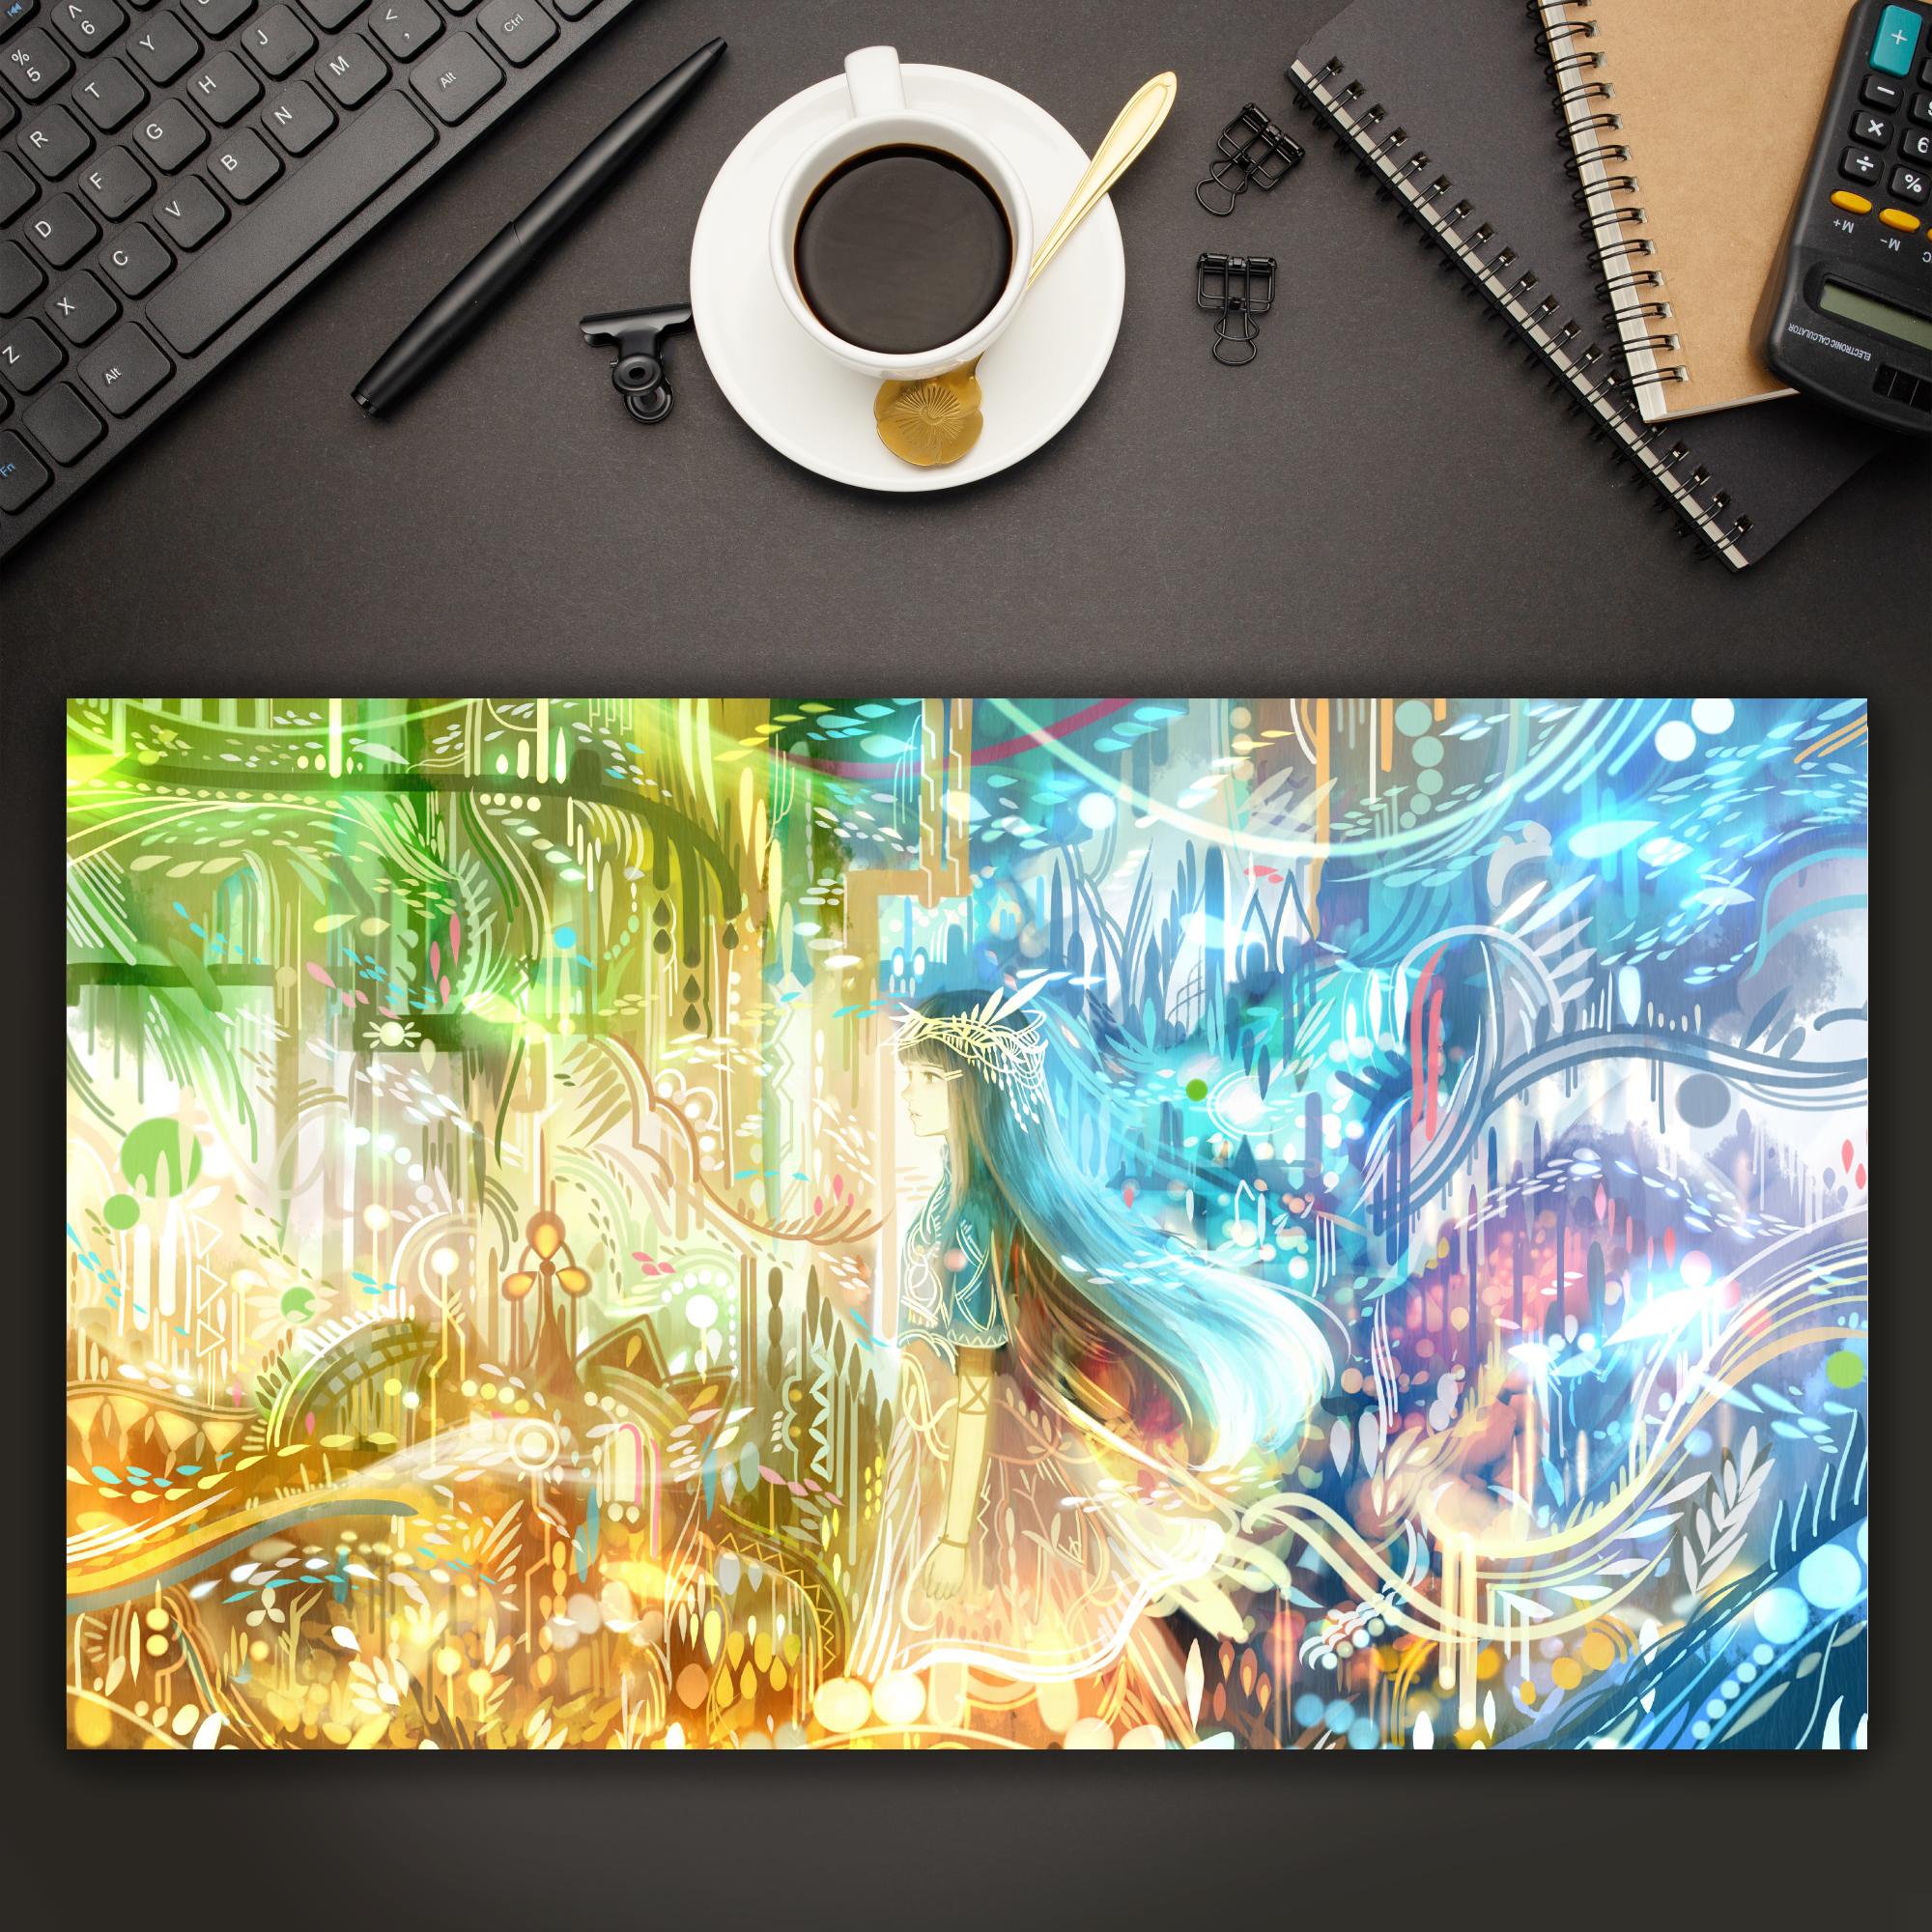 6
%
5
T
Y
J
<
,
Ctrl
R
G
H
M
Alt
F
B
N
D
V
C
X
Z
Alt
Fn
+
−
×
÷
%
M+
M−
C
ELECTRONIC CALCULATOR